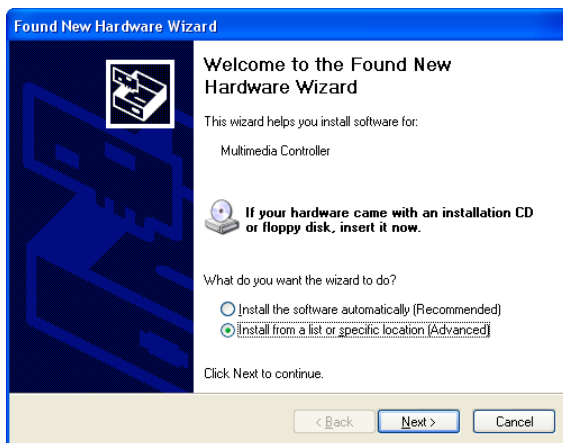 Found New Hardware Wizard
Welcome to the Found New
Hardware Wizard
This wizard helps you install software for:
Multimedia Controller
If your hardware came with an installation CD
or floppy disk, insert it now.
What do you want the wizard to do?
Install the software automatically (Recommended)
Install from a list or specific location (Advanced)
Click Next to continue.
< Back Next > Cancel